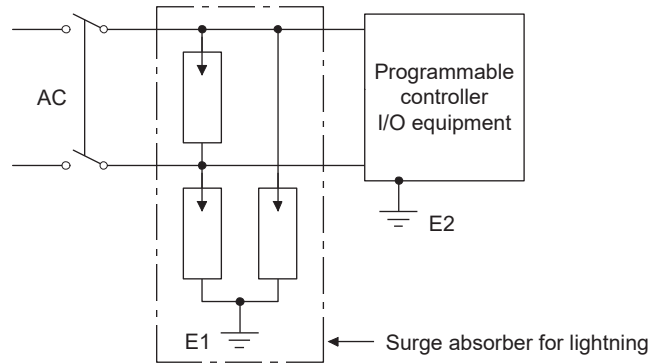 AC
Programmable
controller
I/O equipment
E2
E1
Surge absorber for lightning